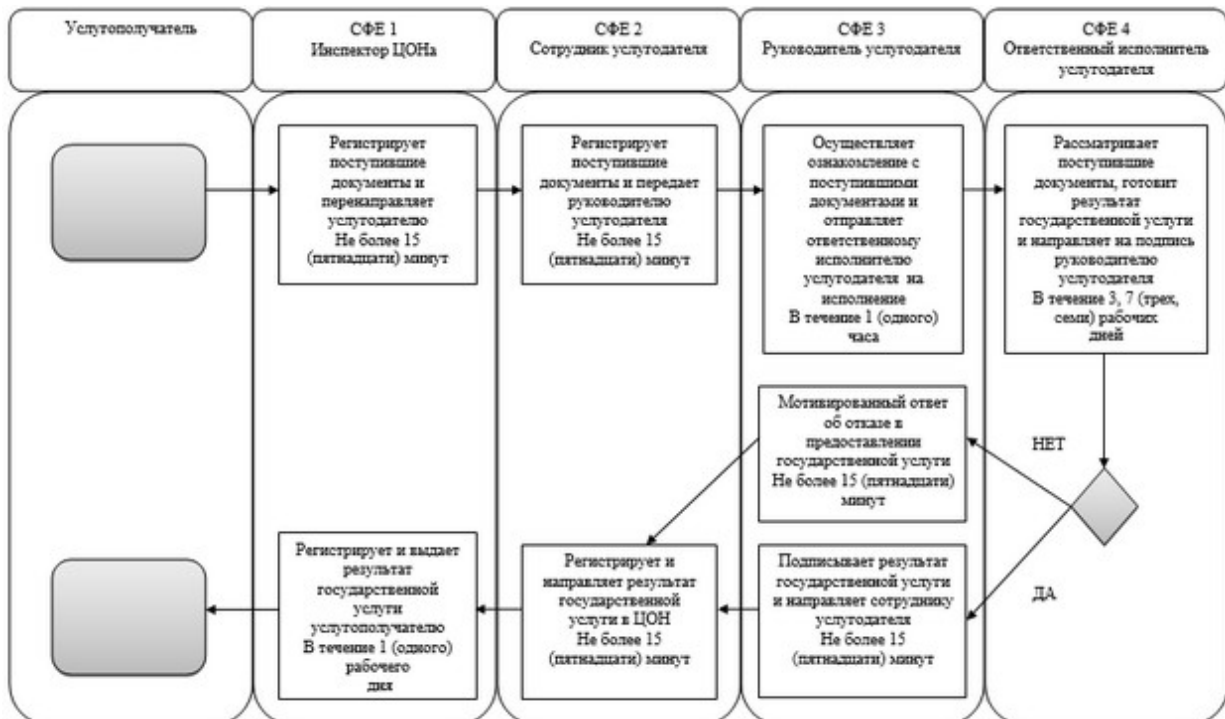 Услугополучатель
СФЕ 1
Инспектор ЦОНа
СФЕ 2
Сотрудник услугодателя
СФЕ 3
Руководитель услугодателя
СФЕ 4
Ответственный исполнитель
услугодателя
Регистрирует
поступившие
документы и
перенаправляет
услугодателю
Не более 15
(пятнадцати) минут
Регистрирует
поступившие
документы и передает
руководителю
услугодателя
Не более 15
(пятнадцати) минут
Осуществляет
ознакомление с
поступившими
документами и
отправляет
ответственному
исполнителю
услугодателя на
исполнение
В течение 1 (одного)
часа
Рассматривает
поступившие
документы, готовит
результат
государственной услуги
и направляет на подпись
руководителю
услугодателя
В течение 3, 7 (трех,
семи) рабочих
дней
Мотивированный ответ
об отказе в
предоставлении
государственной услуги
Не более 15 (пятнадцати)
минут
НЕТ
Регистрирует и выдает
результат
государственной
услуги
услугополучателю
В течение 1 (одного)
рабочего
дня
Регистрирует и
направляет результат
государственной
услуги в ЦОН
Не более 15
(пятнадцати) минут
Подписывает результат
государственной услуги
и направляет сотруднику
услугодателя
Не более 15
(пятнадцати) минут
ДА